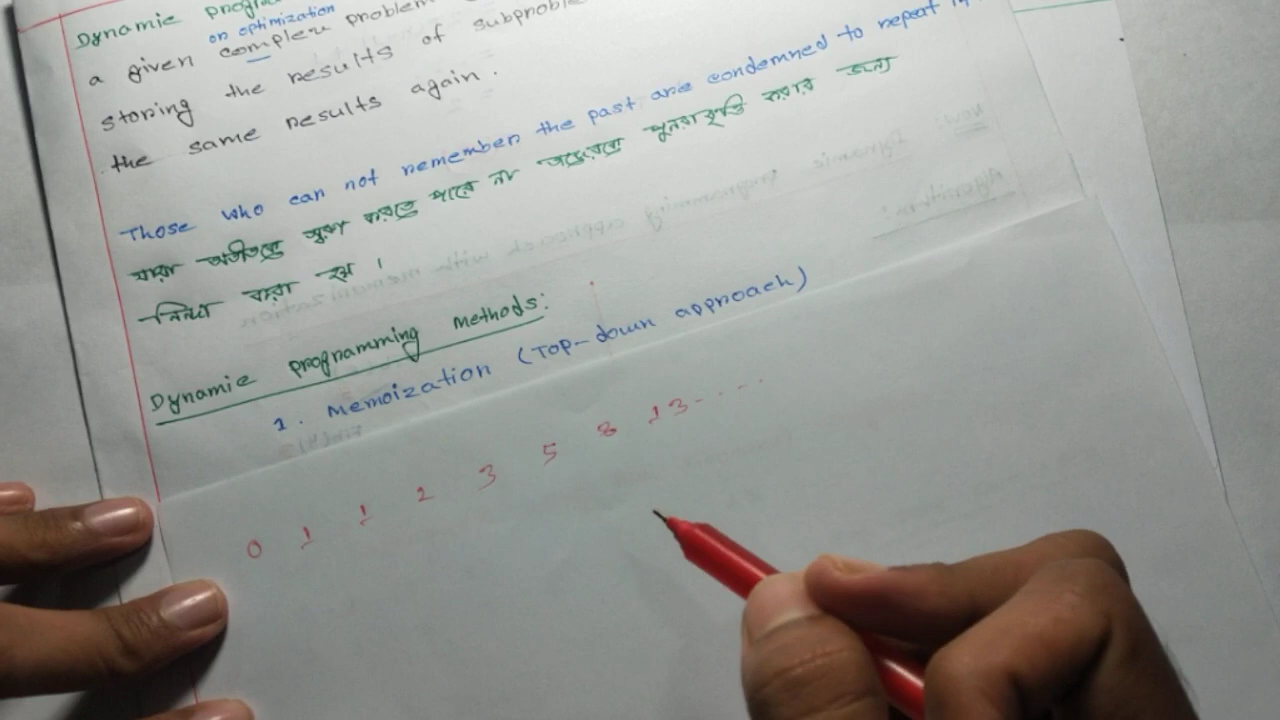 Dynamic
on optimization
a given complex problem
storing the results of subproble
the same results again.
Those who can not remember the past are condemned to repeat it.
যারা অতীতকে স্মরণ করতে পারে না তাদেরকে পুনরাবৃত্তি করার জন্য
নিন্দা করা হয়।
Dynamic programming Methods:
1. Memoization (Top-down approach)
0 1 1 2 3 5 8 13....